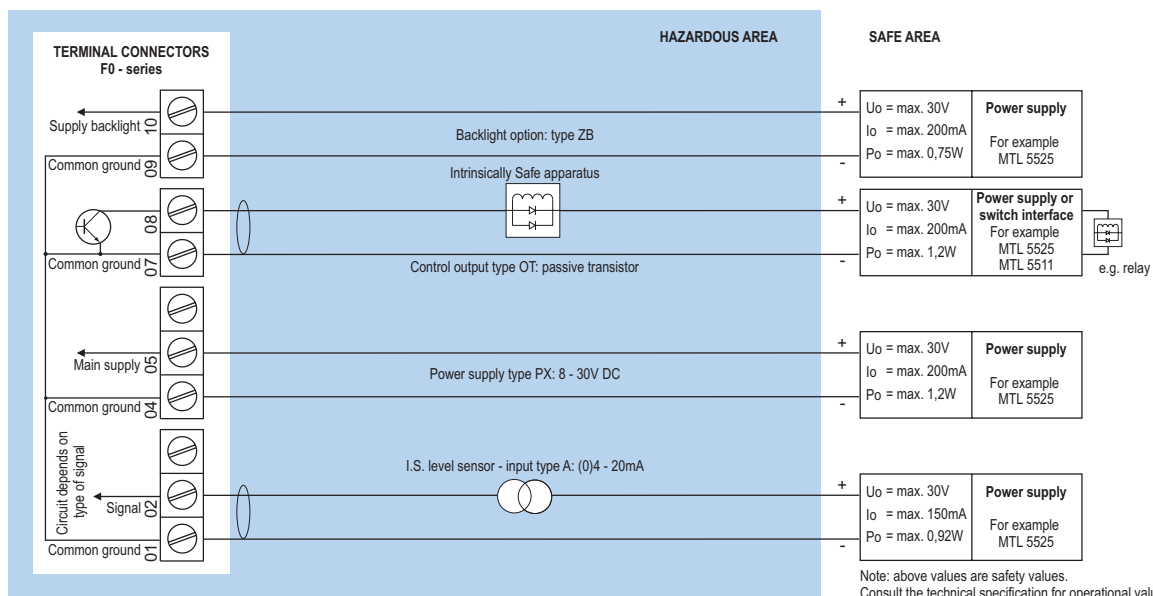 HAZARDOUS AREA
SAFE AREA
TERMINAL CONNECTORS
F0 - series
Supply backlight
10
Common ground
09
08
Common ground
07
Main supply
05
Common ground
04
Circuit depends on
type of signal
Signal
02
Common ground
01
Backlight option: type ZB
Intrinsically Safe apparatus
Control output type OT: passive transistor
Power supply type PX: 8 - 30V DC
I.S. level sensor - input type A: (0)4 - 20mA
+
-
Uo = max. 30V
Io = max. 200mA
Po = max. 0,75W
Power supply
For example
MTL 5525
+
-
Uo = max. 30V
Io = max. 200mA
Po = max. 1,2W
Power supply or
switch interface
For example
MTL 5525
MTL 5511
e.g. relay
+
-
Uo = max. 30V
Io = max. 200mA
Po = max. 1,2W
Power supply
For example
MTL 5525
+
-
Uo = max. 30V
Io = max. 150mA
Po = max. 0,92W
Power supply
For example
MTL 5525
Note: above values are safety values.
Consult the technical specification for operational